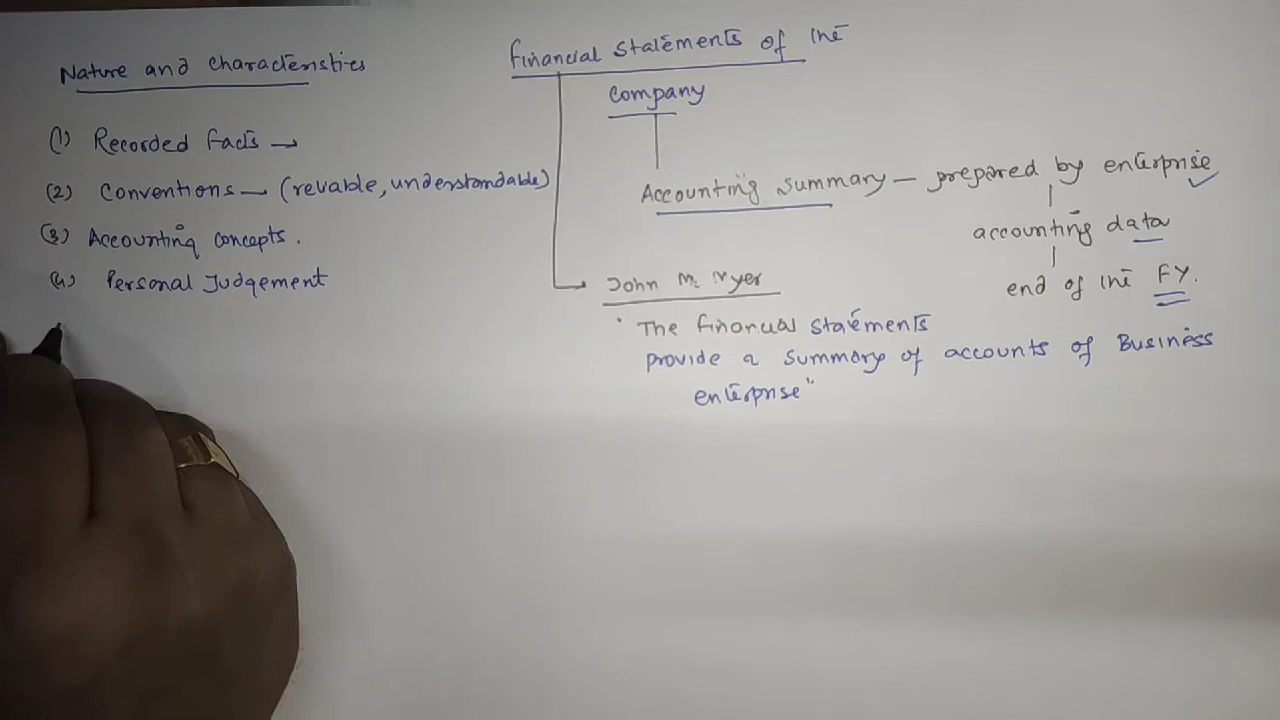 Nature and characteristics
(1) Recorded facts →
(2) Conventions — (reliable, understandable)
(3) Accounting concepts.
(4) Personal Judgement
Financial statements of the
company
Accounting summary — prepared by enterprise ✓
accounting data
end of the FY.
John M. Myer
"The financial statements
provide a summary of accounts of Business
enterprise"